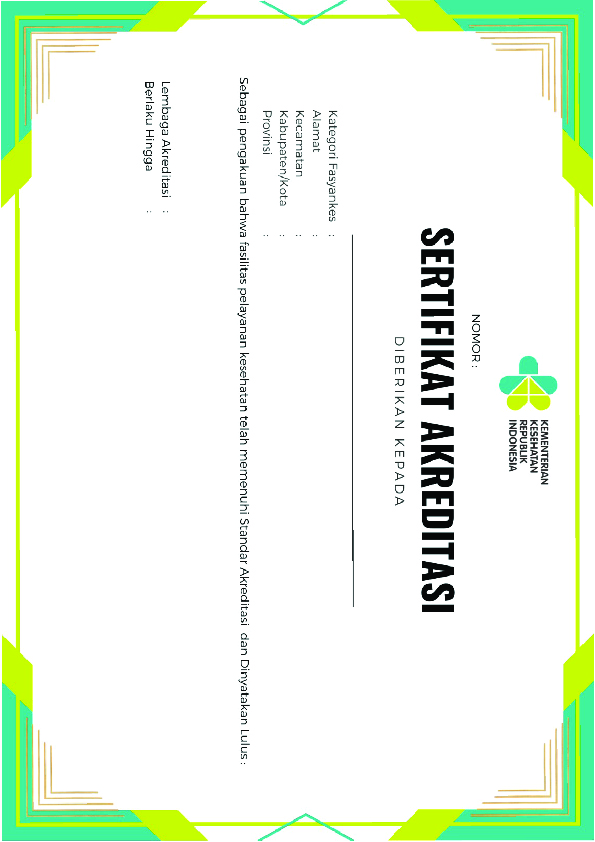 KEMENTERIAN
KESEHATAN
REPUBLIK
INDONESIA
NOMOR :
SERTIFIKAT AKREDITASI
DIBERIKAN KEPADA
Kategori Fasyankes :
Alamat :
Kecamatan :
Kabupaten/Kota :
Provinsi :
Sebagai pengakuan bahwa fasilitas pelayanan kesehatan telah memenuhi Standar Akreditasi dan Dinyatakan Lulus :
Lembaga Akreditasi :
Berlaku Hingga :